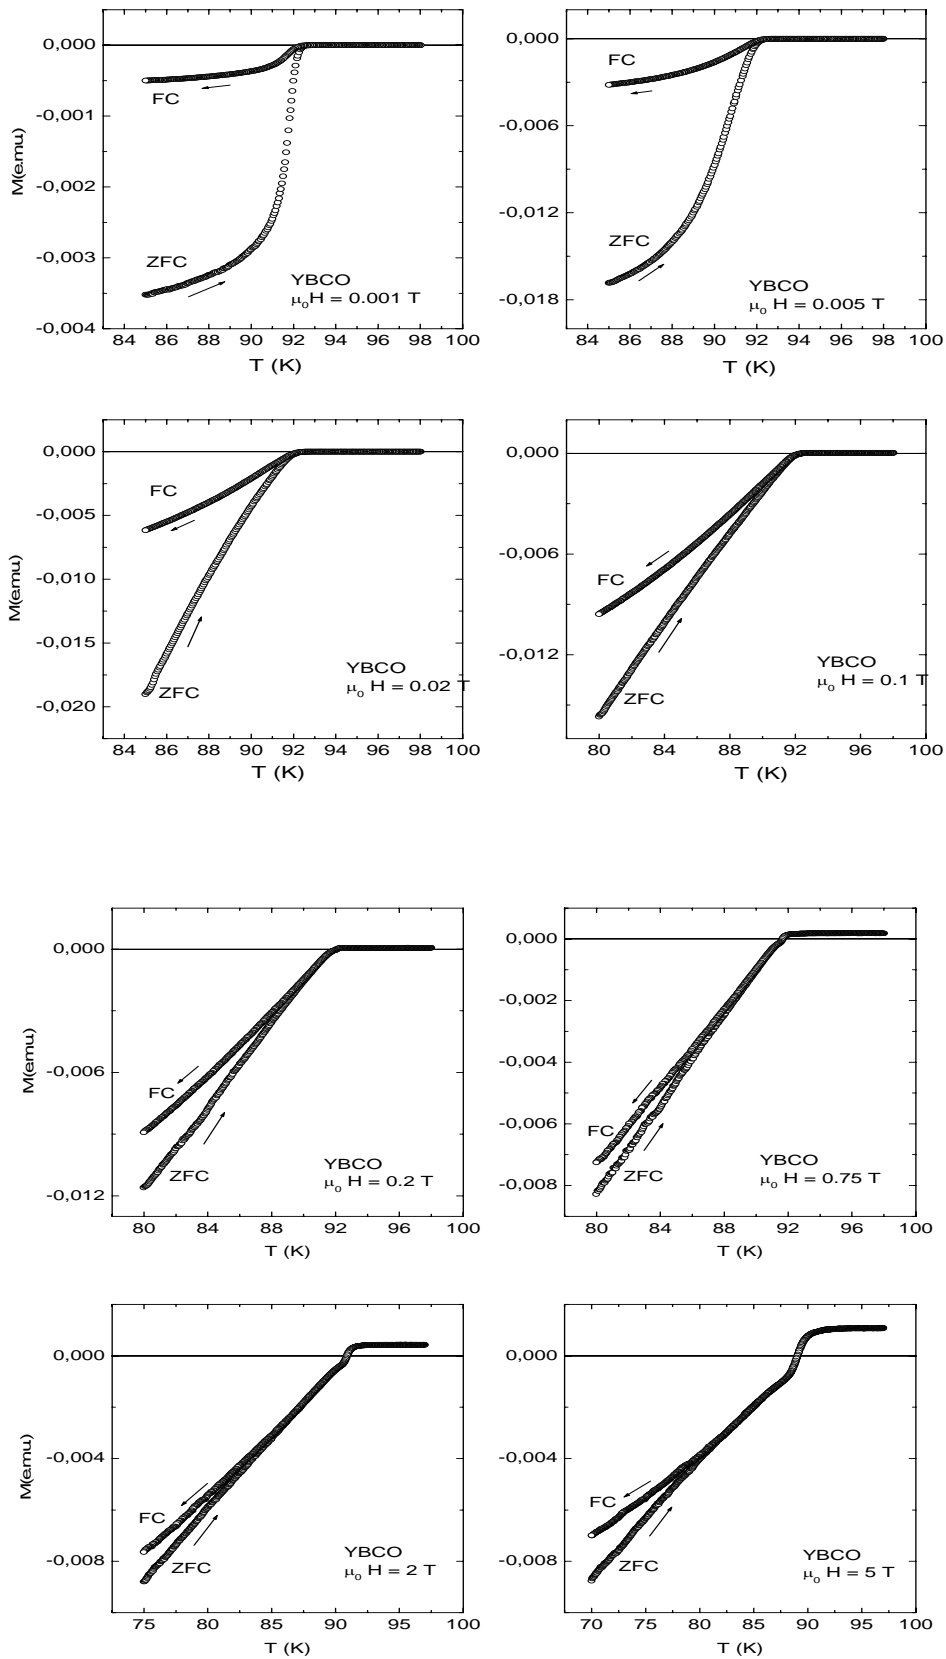 0,000
-0,001
-0,002
-0,003
-0,004
M(emu)
FC
ZFC
YBCO
μ₀ H = 0.001 T
84 86 88 90 92 94 96 98 100
T (K)
0,000
-0,006
-0,012
-0,018
FC
ZFC
YBCO
μ₀ H = 0.005 T
84 86 88 90 92 94 96 98 100
T (K)
0,000
-0,005
-0,010
-0,015
-0,020
M(emu)
FC
ZFC
YBCO
μ₀ H = 0.02 T
84 86 88 90 92 94 96 98 100
T (K)
0,000
-0,006
-0,012
FC
ZFC
YBCO
μ₀ H = 0.1 T
80 84 88 92 96 100
T (K)
0,000
-0,006
-0,012
M(emu)
FC
ZFC
YBCO
μ₀ H = 0.2 T
80 84 88 92 96 100
T (K)
0,000
-0,002
-0,004
-0,006
-0,008
FC
ZFC
YBCO
μ₀ H = 0.75 T
80 84 88 92 96 100
T (K)
0,000
-0,004
-0,008
M(emu)
FC
ZFC
YBCO
μ₀ H = 2 T
75 80 85 90 95 100
T (K)
0,000
-0,004
-0,008
FC
ZFC
YBCO
μ₀ H = 5 T
70 75 80 85 90 95 100
T (K)